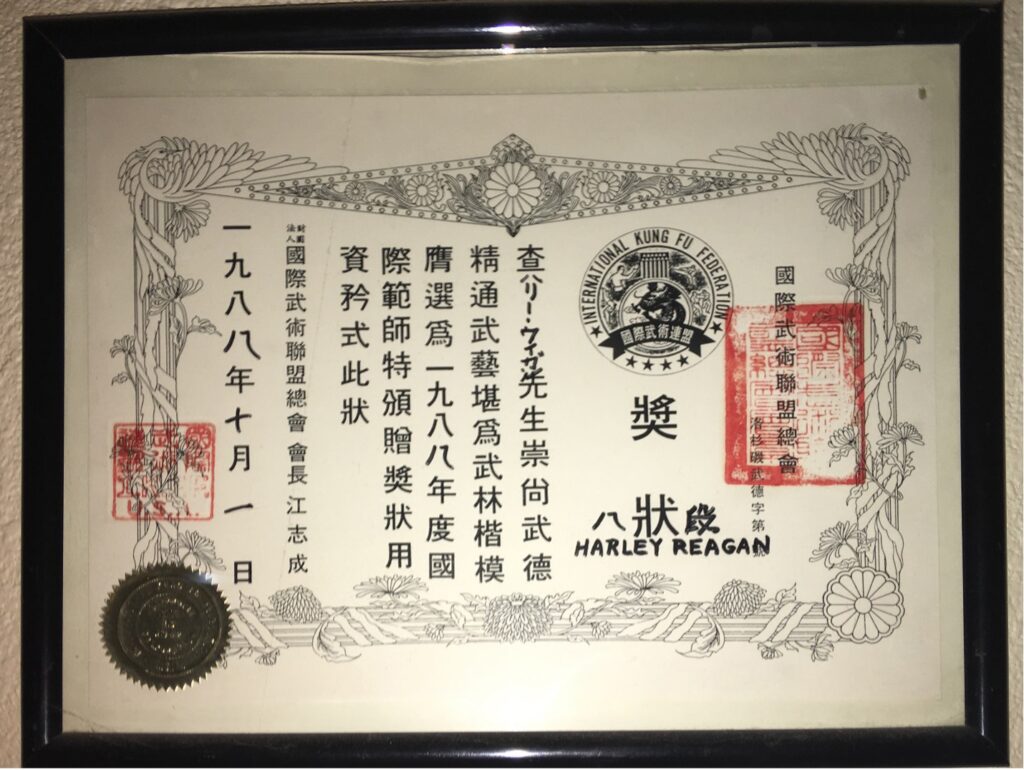 國際武術聯盟總會
洛杉磯武德字第號
INTERNATIONAL KUNG FU FEDERATION
國際武術連盟
獎狀
八段
HARLEY REAGAN
查ハリー・ウイガ先生崇尚武德
精通武藝堪爲武林楷模
膺選爲一九八八年度國
際範師特頒贈獎狀用
資矜式此狀
財團法人國際武術聯盟總會會長江志成
一九八八年十月一日